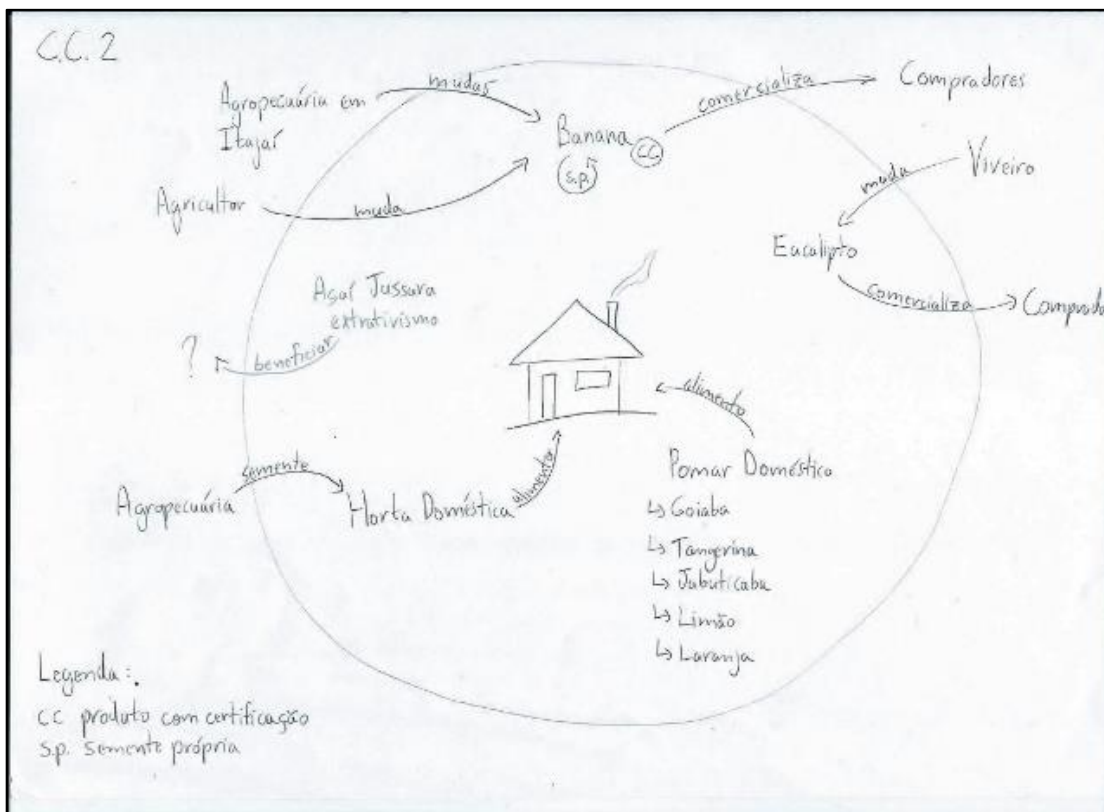 C.C. 2
Agropecuária em
Itajaí
mudas
Banana
CC
s.p.
comercializa
Compradores
Agricultor
muda
Viveiro
muda
Eucalipto
comercializa
Comprado
Açaí Jussara
extrativismo
beneficiar
?
alimento
Agropecuária
semente
Horta Doméstica
alimento
Pomar Doméstico
↳ Goiaba
↳ Tangerina
↳ Jabuticaba
↳ Limão
↳ Laranja
Legenda:
CC produto com certificação
s.p. semente própria